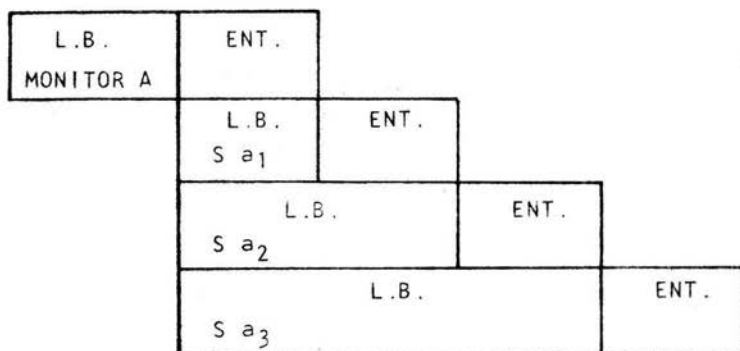 L.B. ENT.
MONITOR A
L.B. ENT.
S a1
L.B. ENT.
S a2
L.B. ENT.
S a3